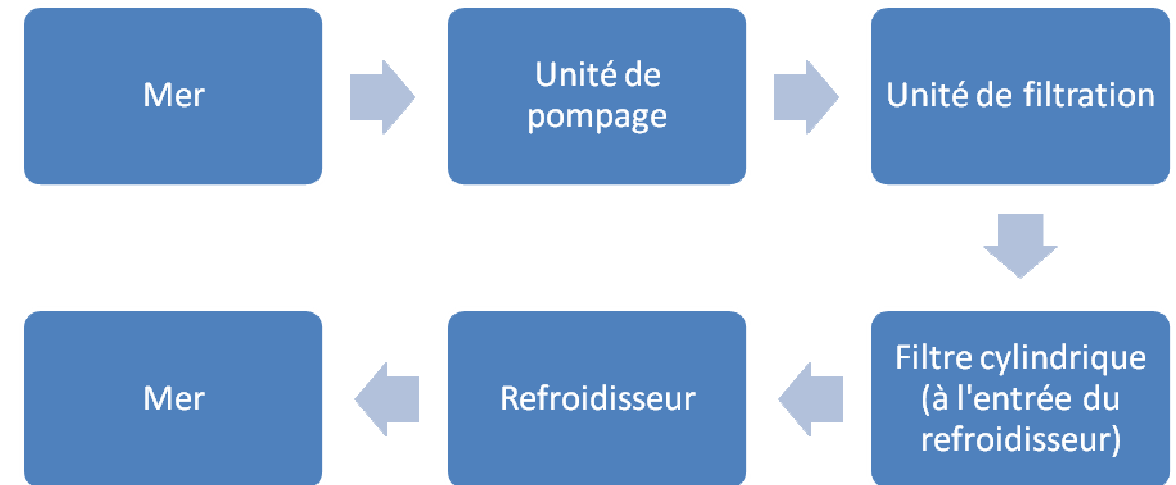 Mer
Unité de
pompage
Unité de filtration
Filtre cylindrique
(à l'entrée du
refroidisseur)
Refroidisseur
Mer